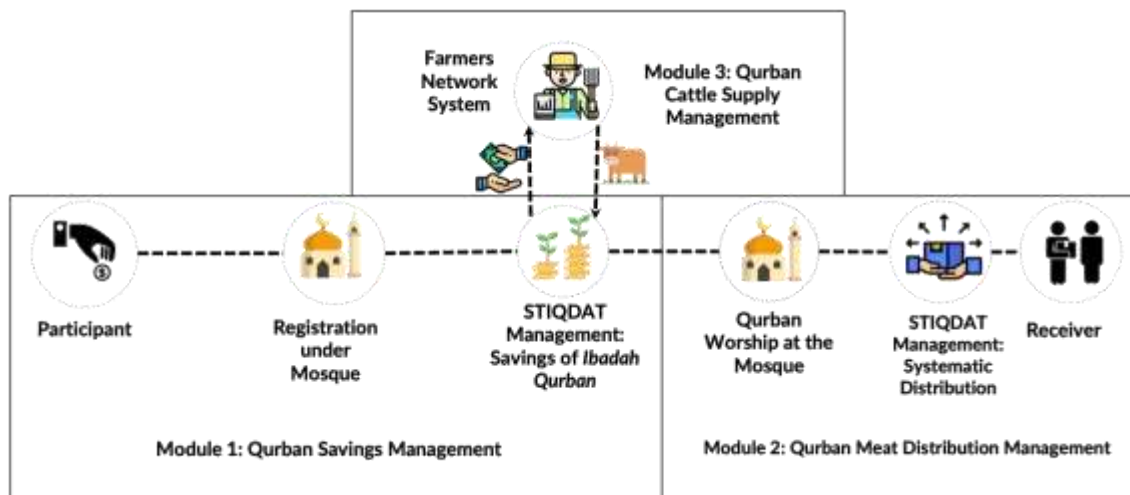 Farmers
Network
System
Module 3: Qurban
Cattle Supply
Management
Participant
Registration
under
Mosque
STIQDAT
Management:
Savings of Ibadah
Qurban
Qurban
Worship at the
Mosque
STIQDAT
Management:
Systematic
Distribution
Receiver
Module 1: Qurban Savings Management
Module 2: Qurban Meat Distribution Management